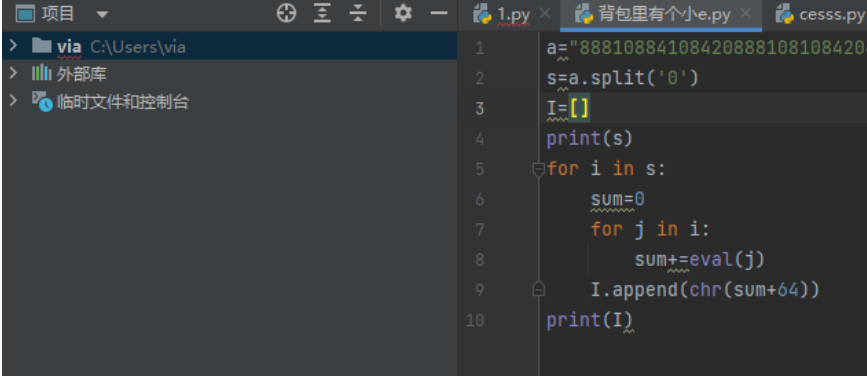 项目
1.py
背包里有个小e.py
cesss.py
via C:\Users\via
外部库
临时文件和控制台
1 a="888108841084208881081084204
2 s=a.split('0')
3 I=[]
4 print(s)
5 for i in s:
6 sum=0
7 for j in i:
8 sum+=eval(j)
9 I.append(chr(sum+64))
10 print(I)